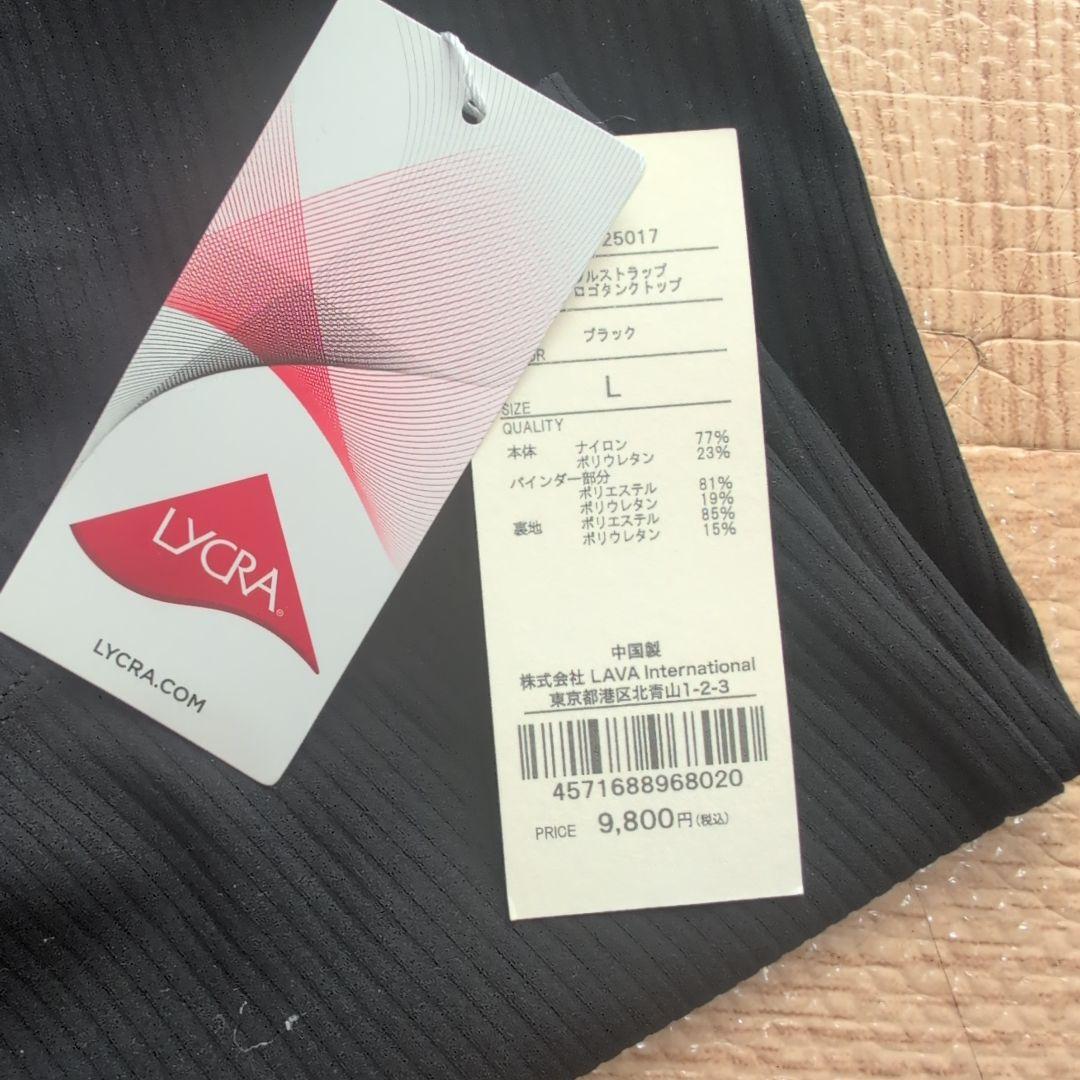 LYCRA®
LYCRA.COM
25017
ルストラップ
ロゴタンクトップ
ブラック
L
SIZE
QUALITY
本体 ナイロン 77%
ポリウレタン 23%
バインダー部分
ポリエステル 81%
ポリウレタン 19%
裏地 ポリエステル 85%
ポリウレタン 15%
中国製
株式会社 LAVA International
東京都港区北青山1-2-3
4571688968020
PRICE 9,800円(税込)